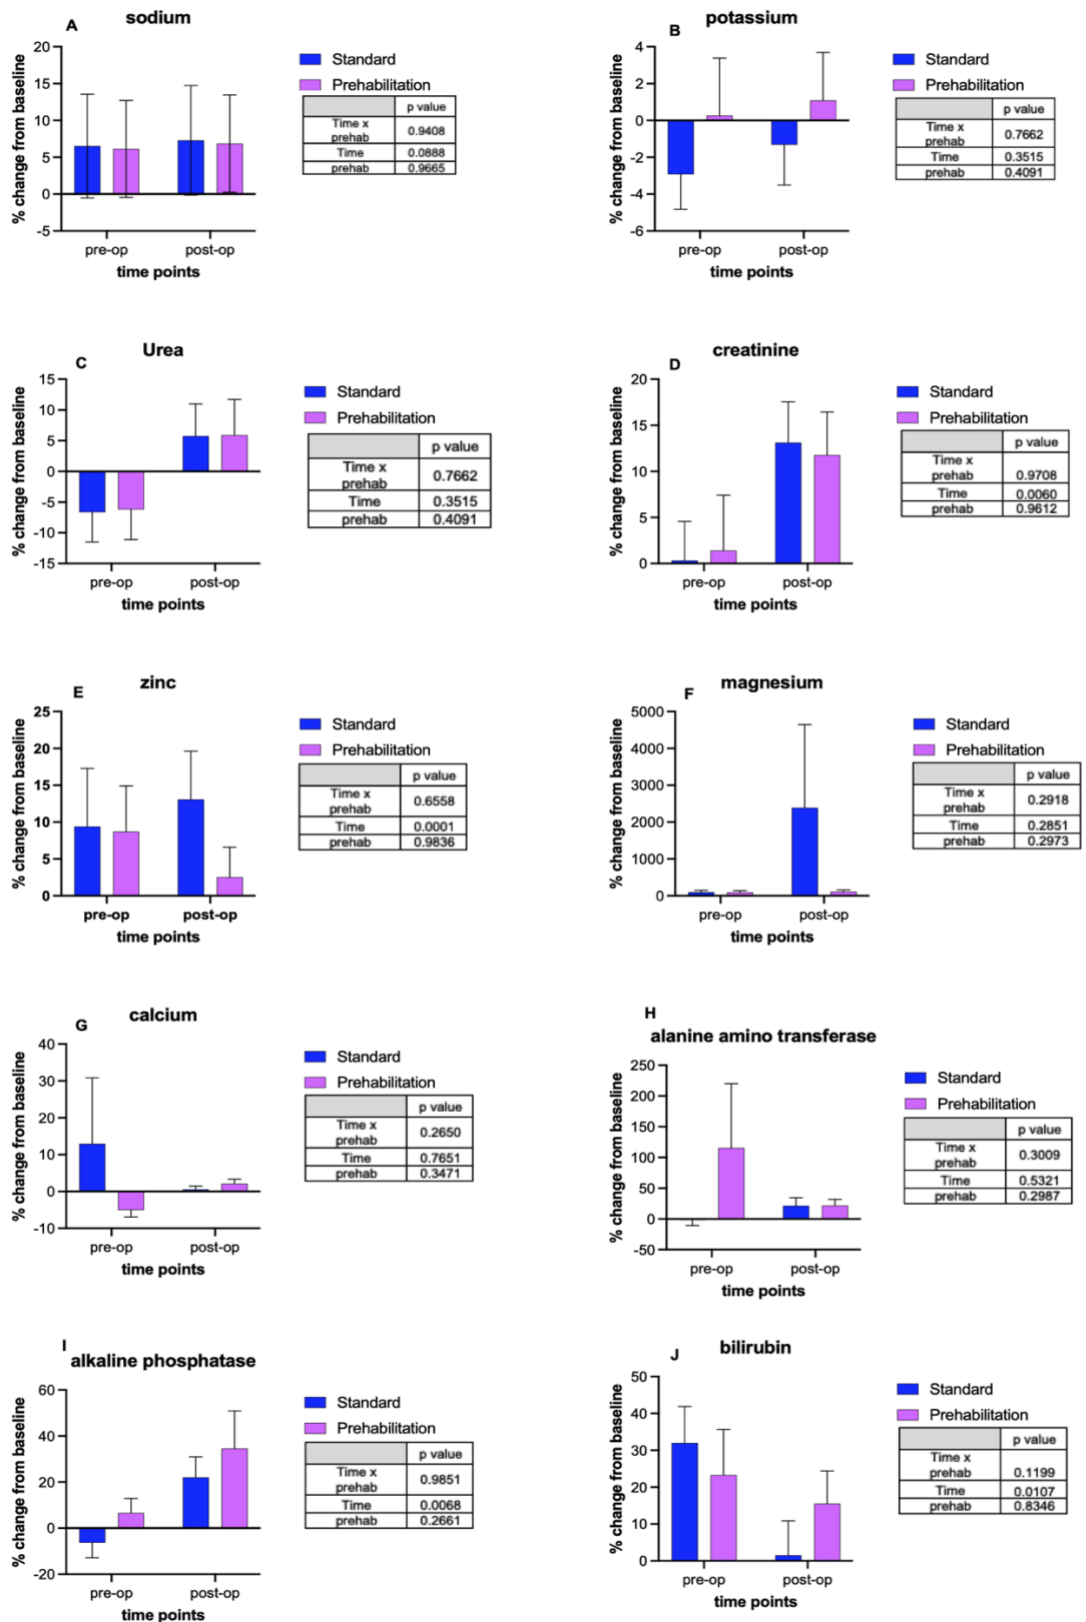 A
sodium
% change from baseline
20
15
10
5
0
-5
pre-op post-op
time points
Standard
Prehabilitation
p value
Time x prehab 0.9408
Time 0.0888
prehab 0.9665
B
potassium
% change from baseline
4
2
0
-2
-4
-6
pre-op post-op
time points
Standard
Prehabilitation
p value
Time x prehab 0.7662
Time 0.3515
prehab 0.4091
C
Urea
% change from baseline
15
10
5
0
-5
-10
-15
pre-op post-op
time points
Standard
Prehabilitation
p value
Time x prehab 0.7662
Time 0.3515
prehab 0.4091
D
creatinine
% change from baseline
20
15
10
5
0
pre-op post-op
time points
Standard
Prehabilitation
p value
Time x prehab 0.9708
Time 0.0060
prehab 0.9612
E
zinc
% change from baseline
25
20
15
10
5
0
pre-op post-op
time points
Standard
Prehabilitation
p value
Time x prehab 0.6558
Time 0.0001
prehab 0.9836
F
magnesium
% change from baseline
5000
4000
3000
2000
1000
0
pre-op post-op
time points
Standard
Prehabilitation
p value
Time x prehab 0.2918
Time 0.2851
prehab 0.2973
G
calcium
% change from baseline
40
30
20
10
0
-10
pre-op post-op
time points
Standard
Prehabilitation
p value
Time x prehab 0.2650
Time 0.7651
prehab 0.3471
H
alanine amino transferase
% change from baseline
250
200
150
100
50
0
-50
pre-op post-op
time points
Standard
Prehabilitation
p value
Time x prehab 0.3009
Time 0.5321
prehab 0.2987
I
alkaline phosphatase
% change from baseline
60
40
20
0
-20
pre-op post-op
time points
Standard
Prehabilitation
p value
Time x prehab 0.9851
Time 0.0068
prehab 0.2661
J
bilirubin
% change from baseline
50
40
30
20
10
0
pre-op post-op
time points
Standard
Prehabilitation
p value
Time x prehab 0.1199
Time 0.0107
prehab 0.8346